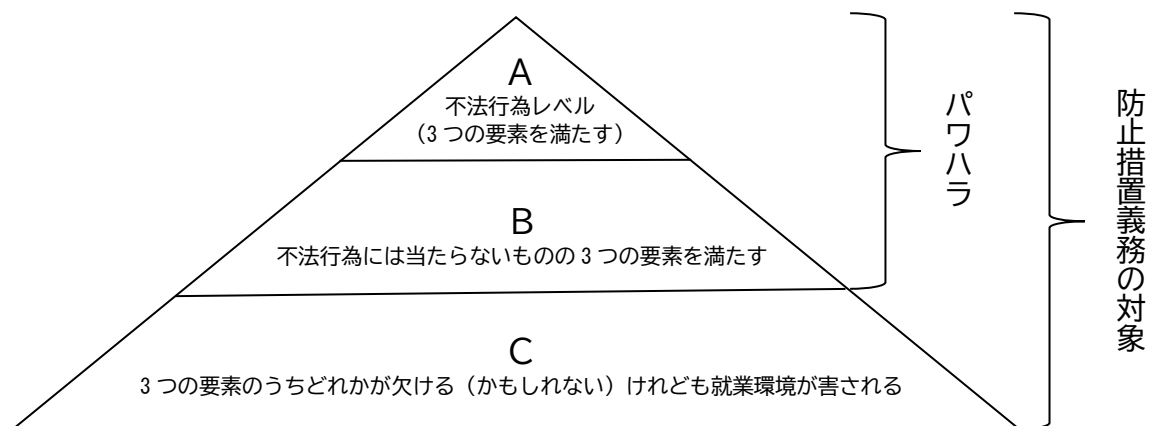 A
不法行為レベル
（3つの要素を満たす）
B
不法行為には当たらないものの3つの要素を満たす
C
3つの要素のうちどれかが欠ける（かもしれない）けれども就業環境が害される
パワハラ
防止措置義務の対象